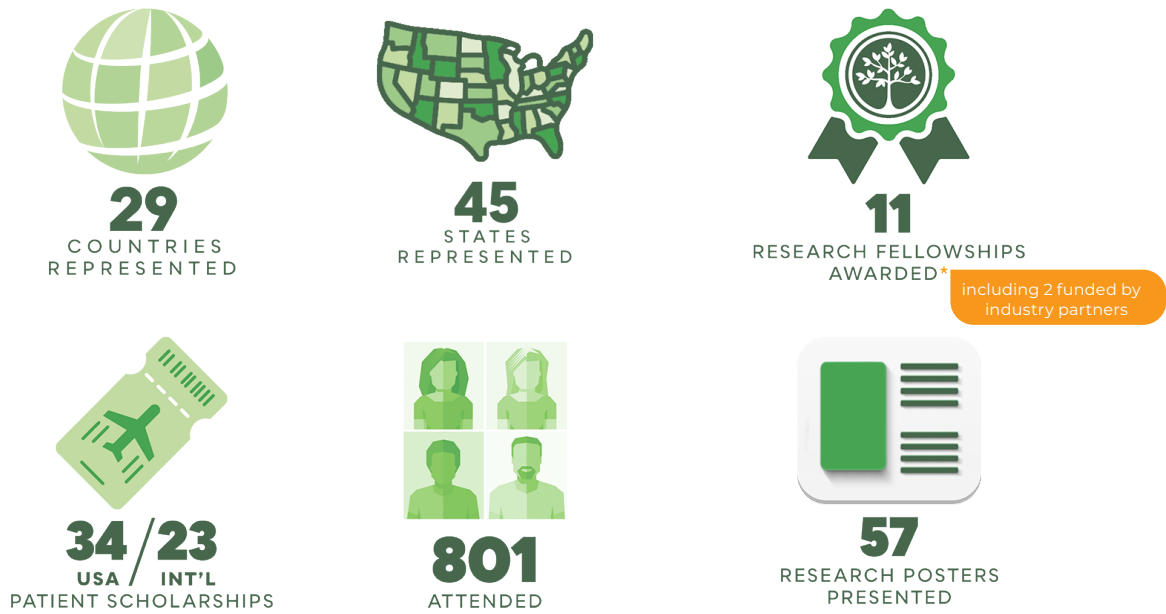 29
COUNTRIES
REPRESENTED
45
STATES
REPRESENTED
11
RESEARCH FELLOWSHIPS
AWARDED*
including 2 funded by
industry partners
34/23
USA INT'L
PATIENT SCHOLARSHIPS
801
ATTENDED
57
RESEARCH POSTERS
PRESENTED